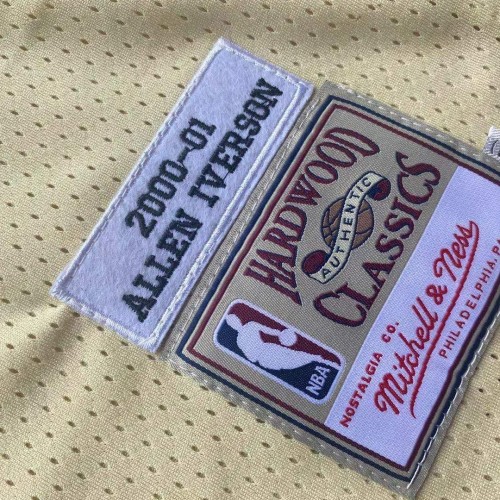 2000-01
ALLEN IVERSON
HARDWOOD
AUTHENTIC
CLASSICS
NBA
NOSTALGIA CO.
Mitchell & Ness
PHILADELPHIA, PA